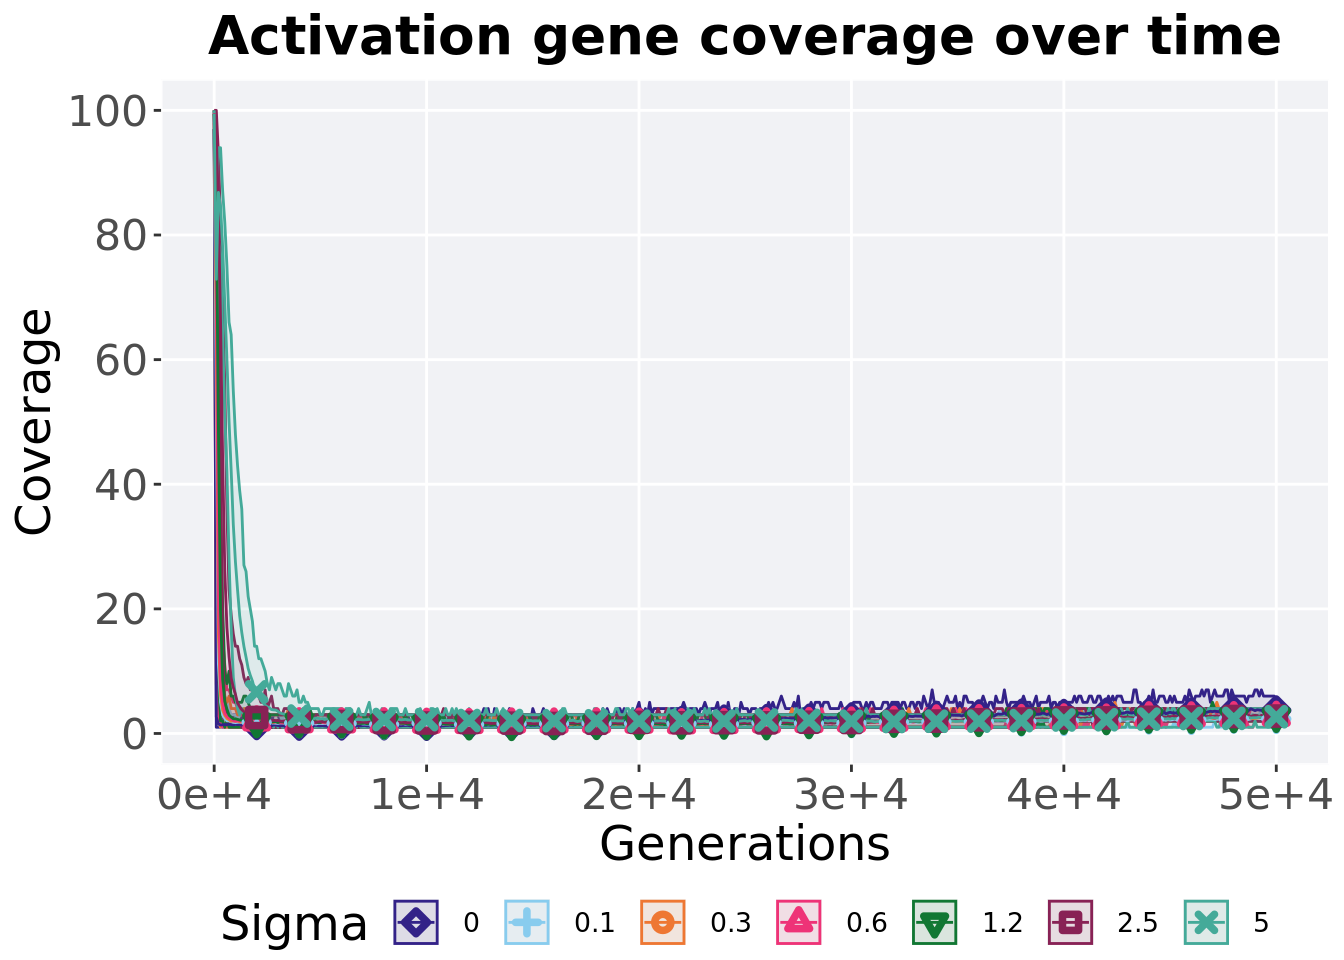 Activation gene coverage over time
100
80
60
40
20
0
Coverage
0e+4 1e+4 2e+4 3e+4 4e+4 5e+4
Generations
Sigma 0 0.1 0.3 0.6 1.2 2.5 5